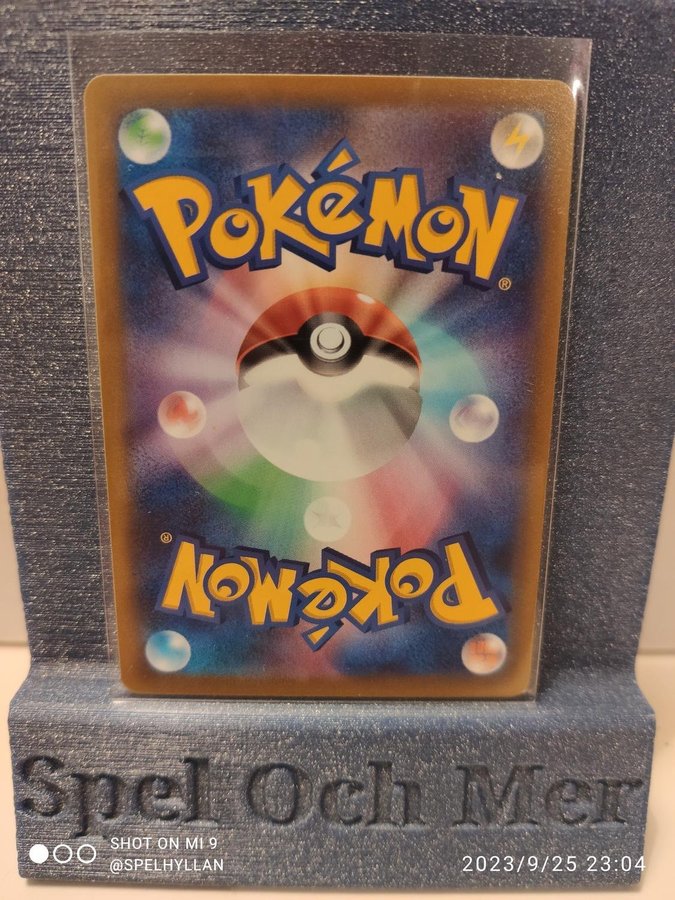 POKéMON®
POKéMON®
Spel Och Mer
SHOT ON MI 9
@SPELHYLLAN
2023/9/25 23:04